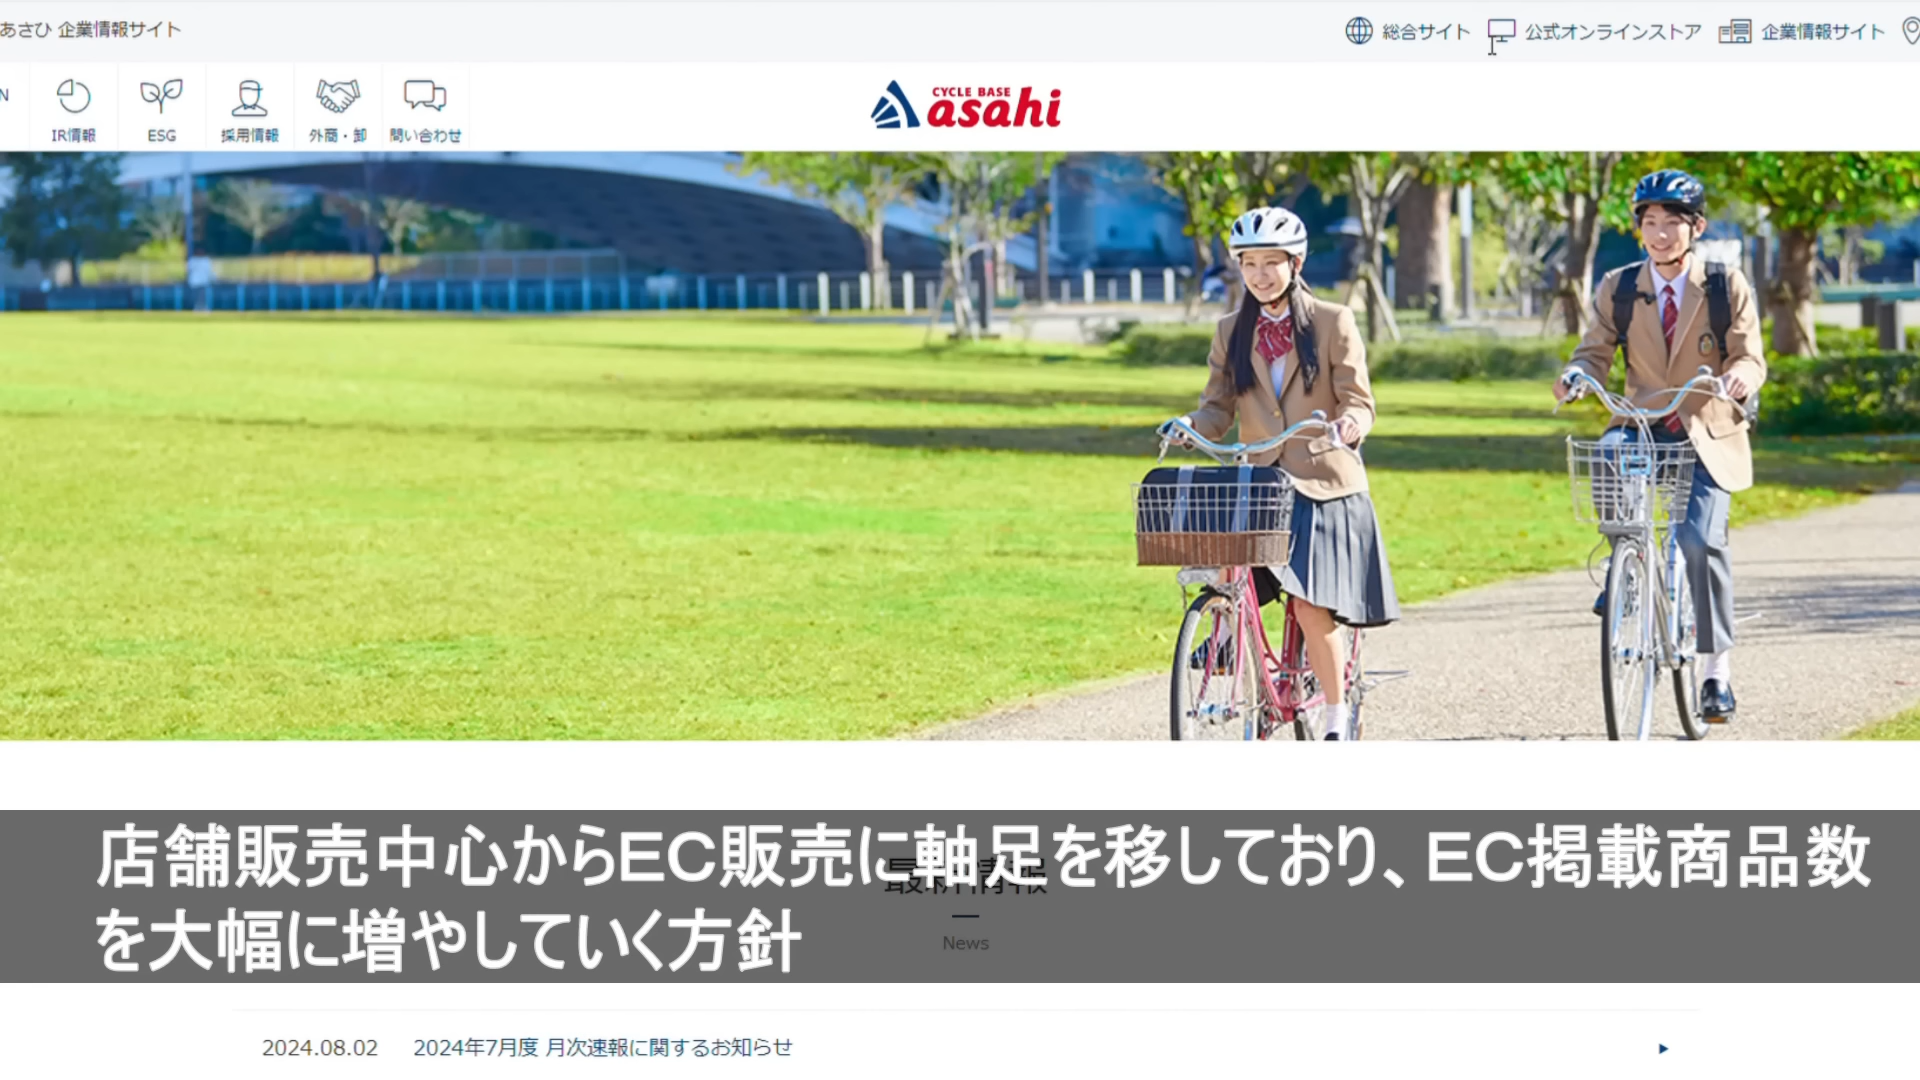 あさひ 企業情報サイト
総合サイト
公式オンラインストア
企業情報サイト
N
IR情報
ESG
採用情報
外商・卸
問い合わせ
CYCLE BASE
asahi
店舗販売中心からEC販売に軸足を移しており、EC掲載商品数
を大幅に増やしていく方針
最新情報
News
2024.08.02 2024年7月度 月次速報に関するお知らせ